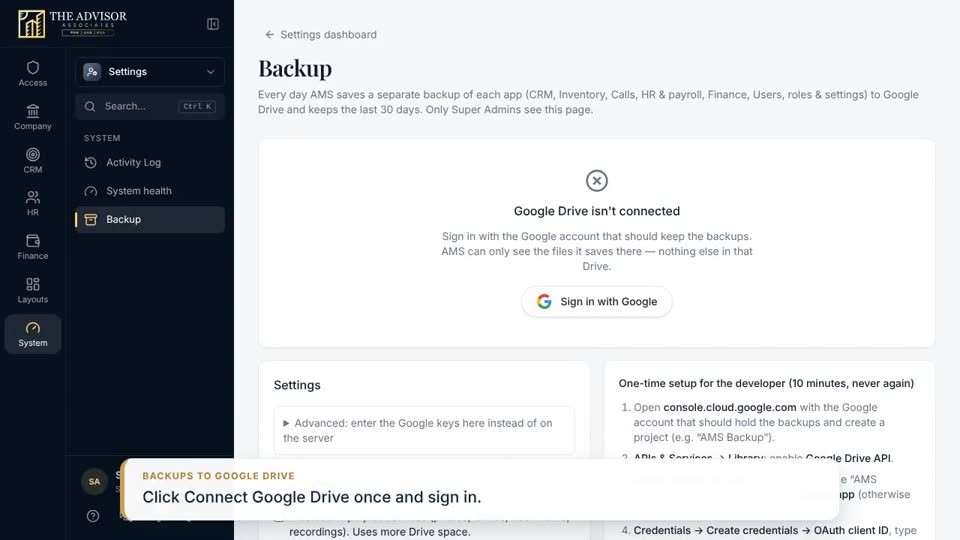 THE ADVISOR
ASSOCIATES
PAK | UAE | KSA
Access
Company
CRM
HR
Finance
Layouts
System
Settings
Search...
Ctrl K
SYSTEM
Activity Log
System health
Backup
SA
S
← Settings dashboard
Backup
Every day AMS saves a separate backup of each app (CRM, Inventory, Calls, HR & payroll, Finance, Users, roles & settings) to Google
Drive and keeps the last 30 days. Only Super Admins see this page.
Google Drive isn't connected
Sign in with the Google account that should keep the backups.
AMS can only see the files it saves there — nothing else in that
Drive.
Sign in with Google
Settings
▶ Advanced: enter the Google keys here instead of on
the server
recordings). Uses more Drive space.
One-time setup for the developer (10 minutes, never again)
1. Open console.cloud.google.com with the Google
account that should hold the backups and create a
project (e.g. “AMS Backup”).
2. APIs & Services → Library: enable Google Drive API.
e “AMS
app (otherwise
4. Credentials → Create credentials → OAuth client ID, type
BACKUPS TO GOOGLE DRIVE
Click Connect Google Drive once and sign in.